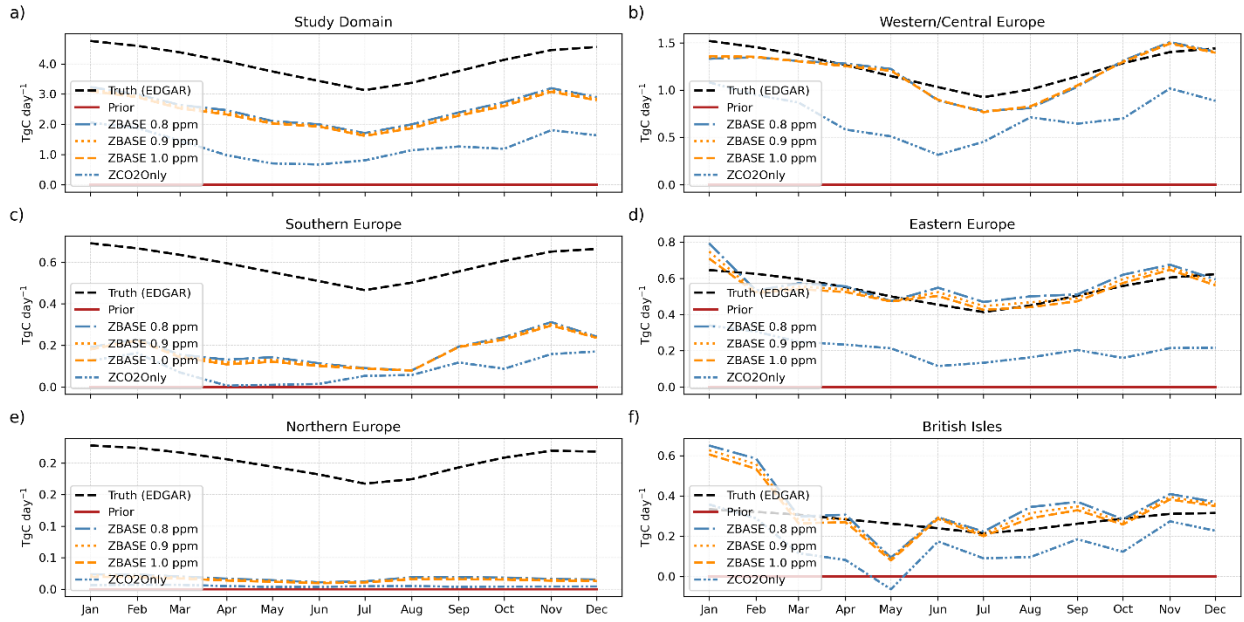 a)
Study Domain
TgC day⁻¹
4.0
3.0
2.0
1.0
0.0
Truth (EDGAR)
Prior
ZBASE 0.8 ppm
ZBASE 0.9 ppm
ZBASE 1.0 ppm
ZCO2Only
b)
Western/Central Europe
TgC day⁻¹
1.5
1.0
0.5
0.0
Truth (EDGAR)
Prior
ZBASE 0.8 ppm
ZBASE 0.9 ppm
ZBASE 1.0 ppm
ZCO2Only
c)
Southern Europe
TgC day⁻¹
0.6
0.4
0.2
0.0
Truth (EDGAR)
Prior
ZBASE 0.8 ppm
ZBASE 0.9 ppm
ZBASE 1.0 ppm
ZCO2Only
d)
Eastern Europe
TgC day⁻¹
0.8
0.6
0.4
0.2
0.0
Truth (EDGAR)
Prior
ZBASE 0.8 ppm
ZBASE 0.9 ppm
ZBASE 1.0 ppm
ZCO2Only
e)
Northern Europe
TgC day⁻¹
0.2
0.2
0.1
0.1
0.0
Truth (EDGAR)
Prior
ZBASE 0.8 ppm
ZBASE 0.9 ppm
ZBASE 1.0 ppm
ZCO2Only
Jan Feb Mar Apr May Jun Jul Aug Sep Oct Nov Dec
f)
British Isles
TgC day⁻¹
0.6
0.4
0.2
0.0
Truth (EDGAR)
Prior
ZBASE 0.8 ppm
ZBASE 0.9 ppm
ZBASE 1.0 ppm
ZCO2Only
Jan Feb Mar Apr May Jun Jul Aug Sep Oct Nov Dec